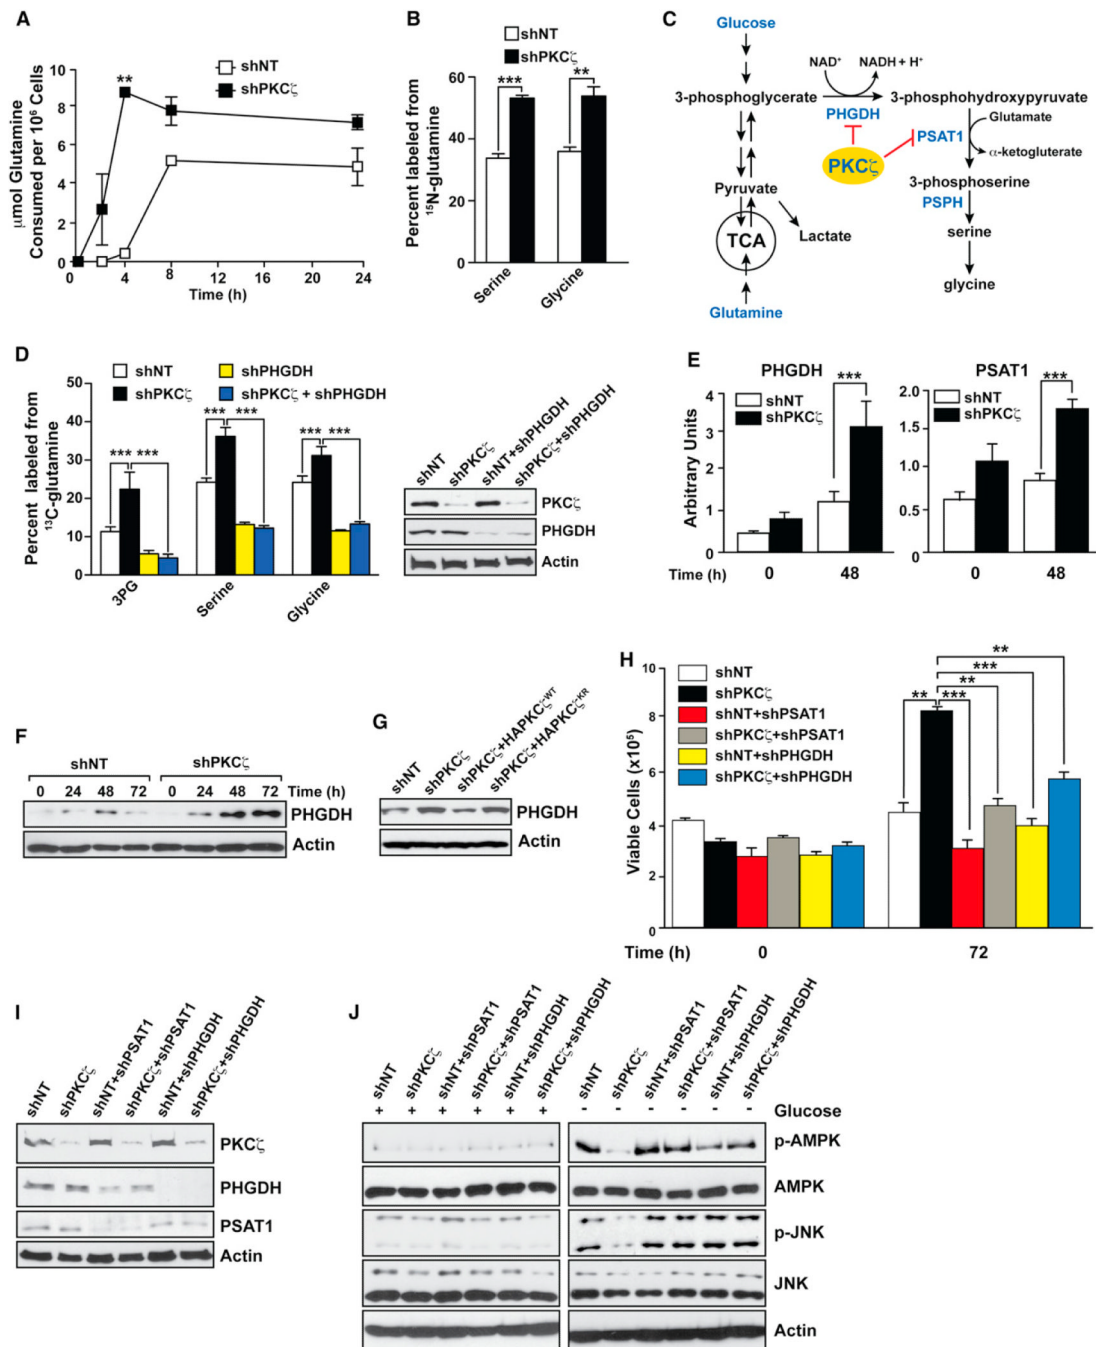 A
shNT
shPKCζ
μmol Glutamine
Consumed per 10⁶ Cells
10
8
6
4
2
0
**
0 4 8 12 16 20 24
Time (h)
B
shNT
shPKCζ
Percent labeled from
¹⁵N-glutamine
60
40
20
0
*** **
Serine Glycine
C
Glucose
NAD⁺ NADH + H⁺
3-phosphoglycerate 3-phosphohydroxypyruvate
PHGDH
Glutamate
PSAT1
PKCζ
α-ketogluterate
3-phosphoserine
Pyruvate
PSPH
serine
Lactate
TCA
glycine
Glutamine
D
shNT shPHGDH
shPKCζ shPKCζ + shPHGDH
Percent labeled from
¹³C-glutamine
50
40
30
20
10
0
*** *** *** *** *** ***
3PG Serine Glycine
shNT shPKCζ shNT+shPHGDH shPKCζ+shPHGDH
PKCζ
PHGDH
Actin
E
PHGDH PSAT1
shNT
shPKCζ
***
shNT
shPKCζ
***
Arbitrary Units
4
3
2
1
0
2.0
1.5
1.0
0.5
0
Time (h) 0 48 0 48
F
shNT shPKCζ
0 24 48 72 0 24 48 72 Time (h)
PHGDH
Actin
G
shNT shPKCζ shPKCζ+HAPKCζᵂᵀ shPKCζ+HAPKCζᴷᴿ
PHGDH
Actin
H
shNT
shPKCζ
shNT+shPSAT1
shPKCζ+shPSAT1
shNT+shPHGDH
shPKCζ+shPHGDH
**
***
**
** ***
Viable Cells (x10⁵)
10
8
6
4
2
0
Time (h) 0 72
I
shNT shPKCζ shNT+shPSAT1 shPKCζ+shPSAT1 shNT+shPHGDH shPKCζ+shPHGDH
PKCζ
PHGDH
PSAT1
Actin
J
shNT shPKCζ shNT+shPSAT1 shPKCζ+shPSAT1 shNT+shPHGDH shPKCζ+shPHGDH shNT shPKCζ shNT+shPSAT1 shPKCζ+shPSAT1 shNT+shPHGDH shPKCζ+shPHGDH
+ + + + + + - - - - - - Glucose
p-AMPK
AMPK
p-JNK
JNK
Actin